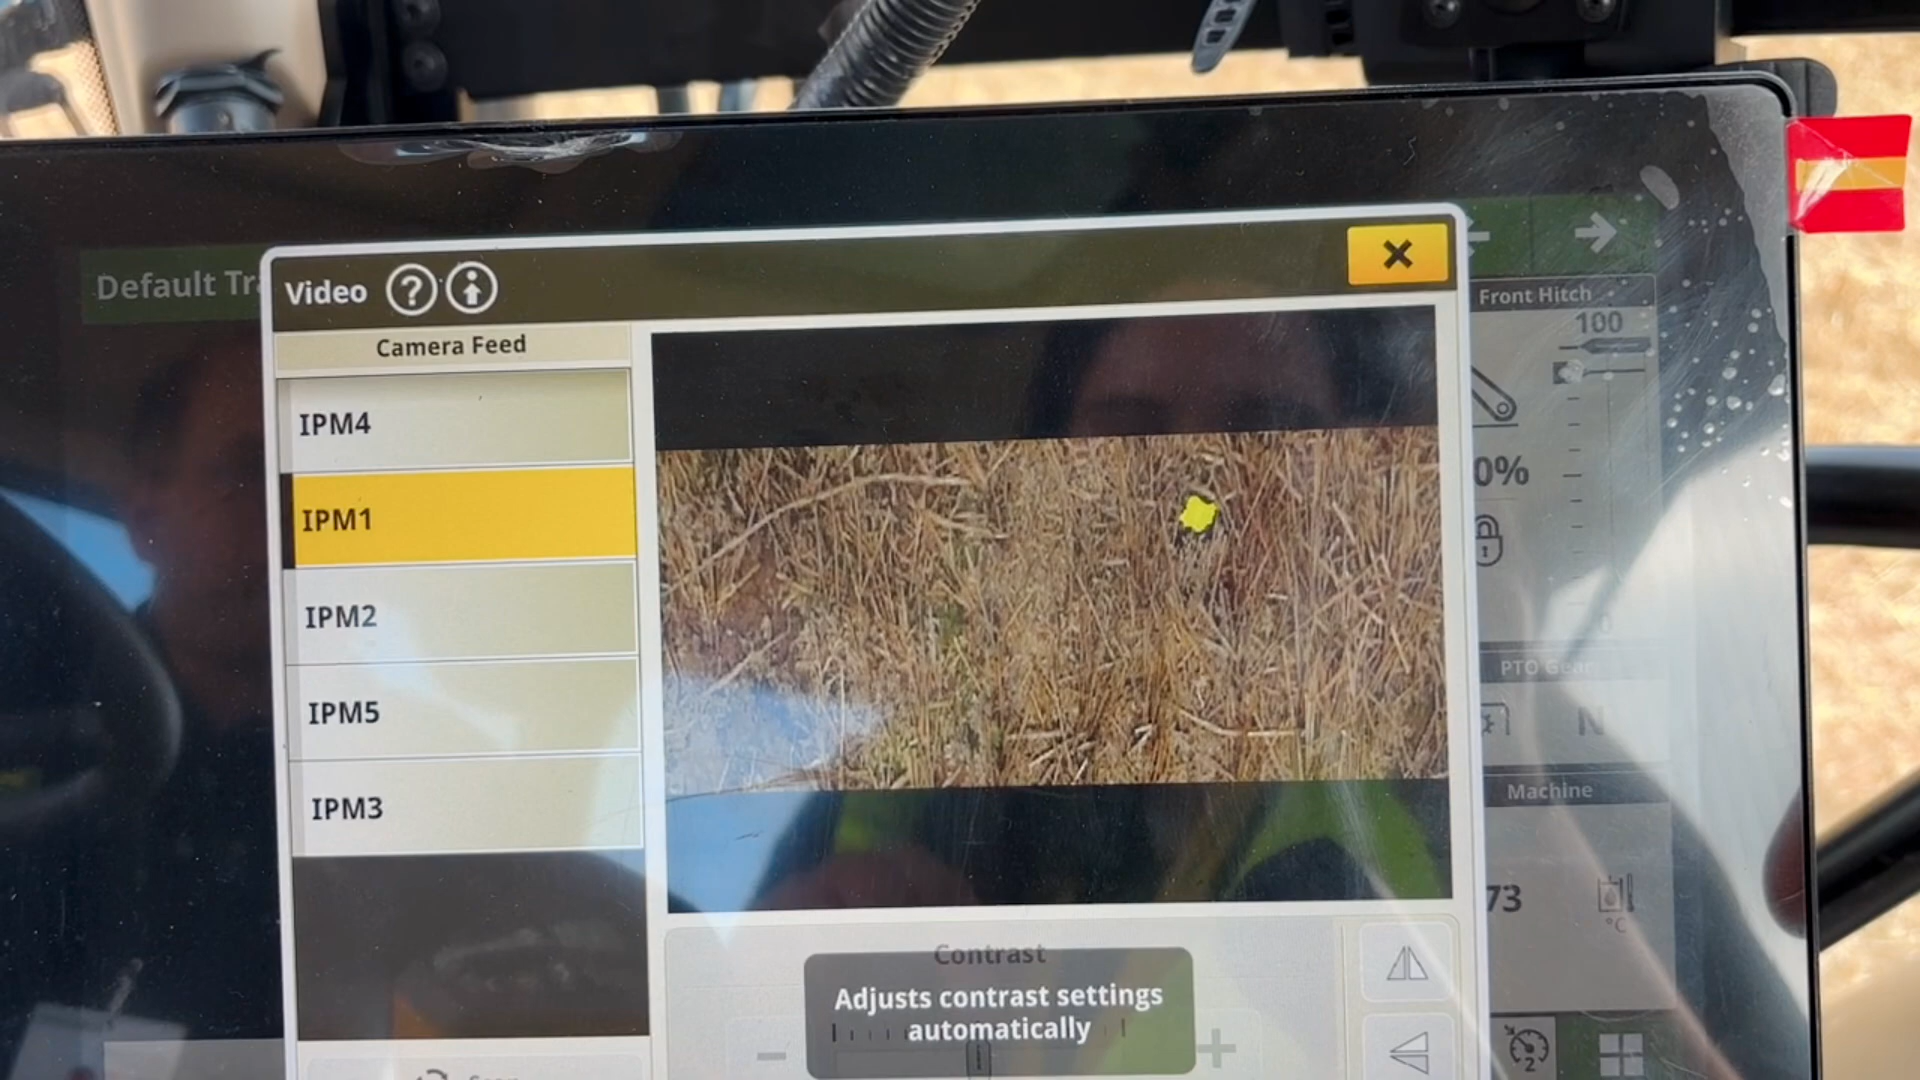 Default Tr
Video
Camera Feed
IPM4
IPM1
IPM2
IPM5
IPM3
Front Hitch
100
0%
PTO Gear
N
Machine
73
°C
Contrast
Adjusts contrast settings
automatically
2